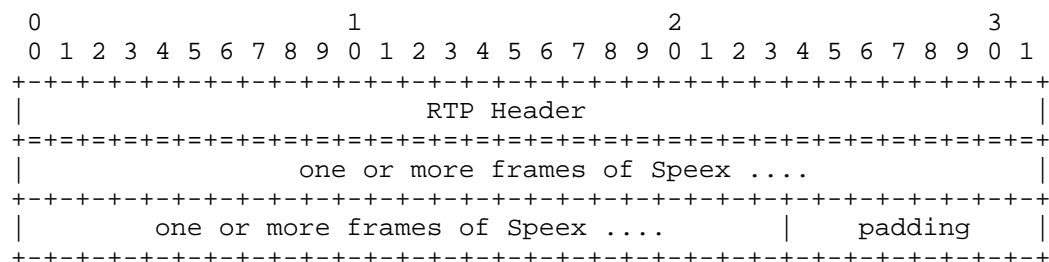 0                   1                   2                   3
 0 1 2 3 4 5 6 7 8 9 0 1 2 3 4 5 6 7 8 9 0 1 2 3 4 5 6 7 8 9 0 1
+-+-+-+-+-+-+-+-+-+-+-+-+-+-+-+-+-+-+-+-+-+-+-+-+-+-+-+-+-+-+-+-+
|                         RTP Header                            |
+=+=+=+=+=+=+=+=+=+=+=+=+=+=+=+=+=+=+=+=+=+=+=+=+=+=+=+=+=+=+=+=+
|                 one or more frames of Speex ....              |
+-+-+-+-+-+-+-+-+-+-+-+-+-+-+-+-+-+-+-+-+-+-+-+-+-+-+-+-+-+-+-+-+
|        one or more frames of Speex ....       |    padding    |
+-+-+-+-+-+-+-+-+-+-+-+-+-+-+-+-+-+-+-+-+-+-+-+-+-+-+-+-+-+-+-+-+